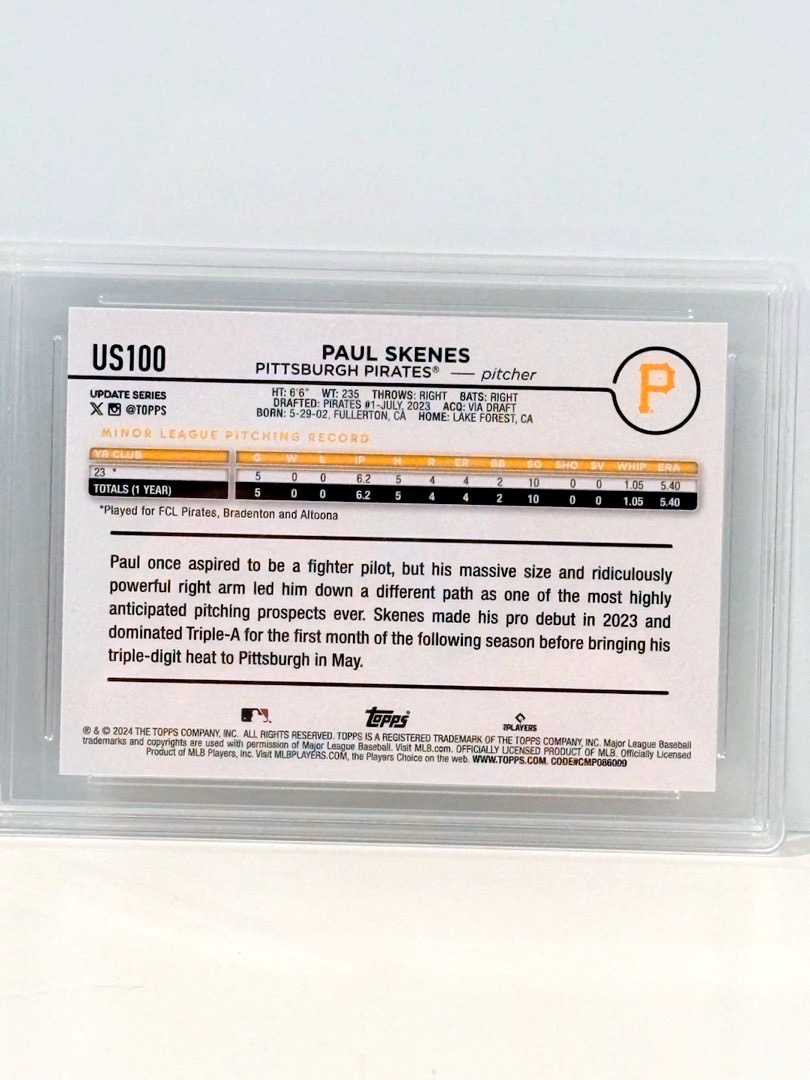 US100
PAUL SKENES
PITTSBURGH PIRATES® — pitcher
P
UPDATE SERIES
@TOPPS
HT: 6'6" WT: 235 THROWS: RIGHT BATS: RIGHT
DRAFTED: PIRATES #1-JULY, 2023 ACQ: VIA DRAFT
BORN: 5-29-02, FULLERTON, CA HOME: LAKE FOREST, CA
MINOR LEAGUE PITCHING RECORD
YR CLUB G W L IP H R ER BB SO SHO SV WHIP ERA
23 * 5 0 0 6.2 5 4 4 2 10 0 0 1.05 5.40
TOTALS (1 YEAR) 5 0 0 6.2 5 4 4 2 10 0 0 1.05 5.40
*Played for FCL Pirates, Bradenton and Altoona
Paul once aspired to be a fighter pilot, but his massive size and ridiculously
powerful right arm led him down a different path as one of the most highly
anticipated pitching prospects ever. Skenes made his pro debut in 2023 and
dominated Triple-A for the first month of the following season before bringing his
triple-digit heat to Pittsburgh in May.
topps
PLAYERS
® & © 2024 THE TOPPS COMPANY, INC. ALL RIGHTS RESERVED. TOPPS IS A REGISTERED TRADEMARK OF THE TOPPS COMPANY, INC. Major League Baseball
trademarks and copyrights are used with permission of Major League Baseball. Visit MLB.com. OFFICIALLY LICENSED PRODUCT OF MLB. Officially Licensed
Product of MLB Players, Inc. Visit MLBPLAYERS.COM, the Players Choice on the web. WWW.TOPPS.COM. CODE#CMP086009